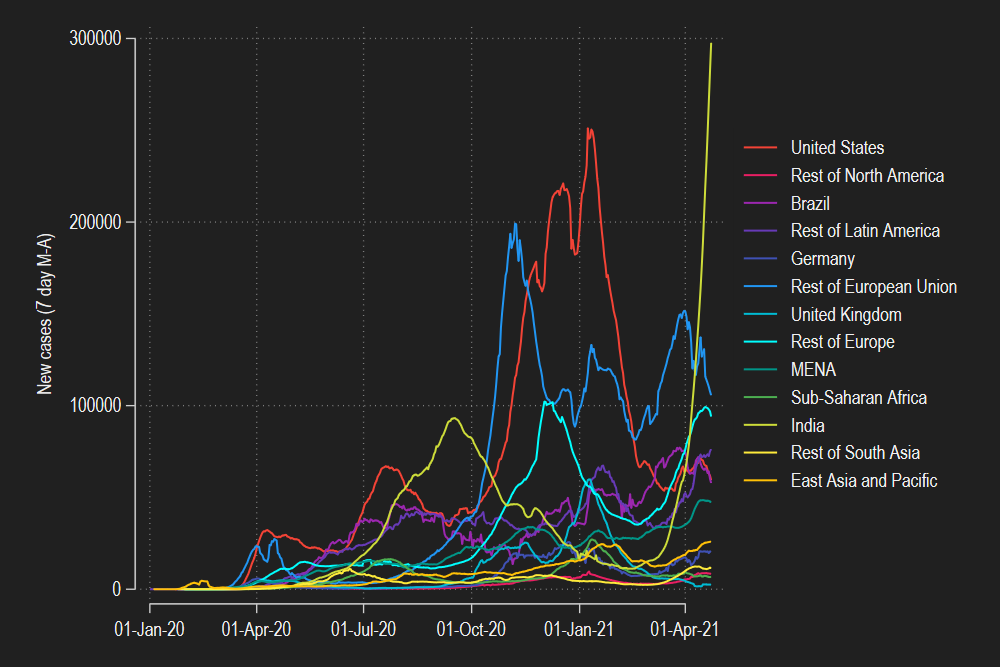 300000
200000
100000
0
New cases (7 day M-A)
01-Jan-20
01-Apr-20
01-Jul-20
01-Oct-20
01-Jan-21
01-Apr-21
United States
Rest of North America
Brazil
Rest of Latin America
Germany
Rest of European Union
United Kingdom
Rest of Europe
MENA
Sub-Saharan Africa
India
Rest of South Asia
East Asia and Pacific